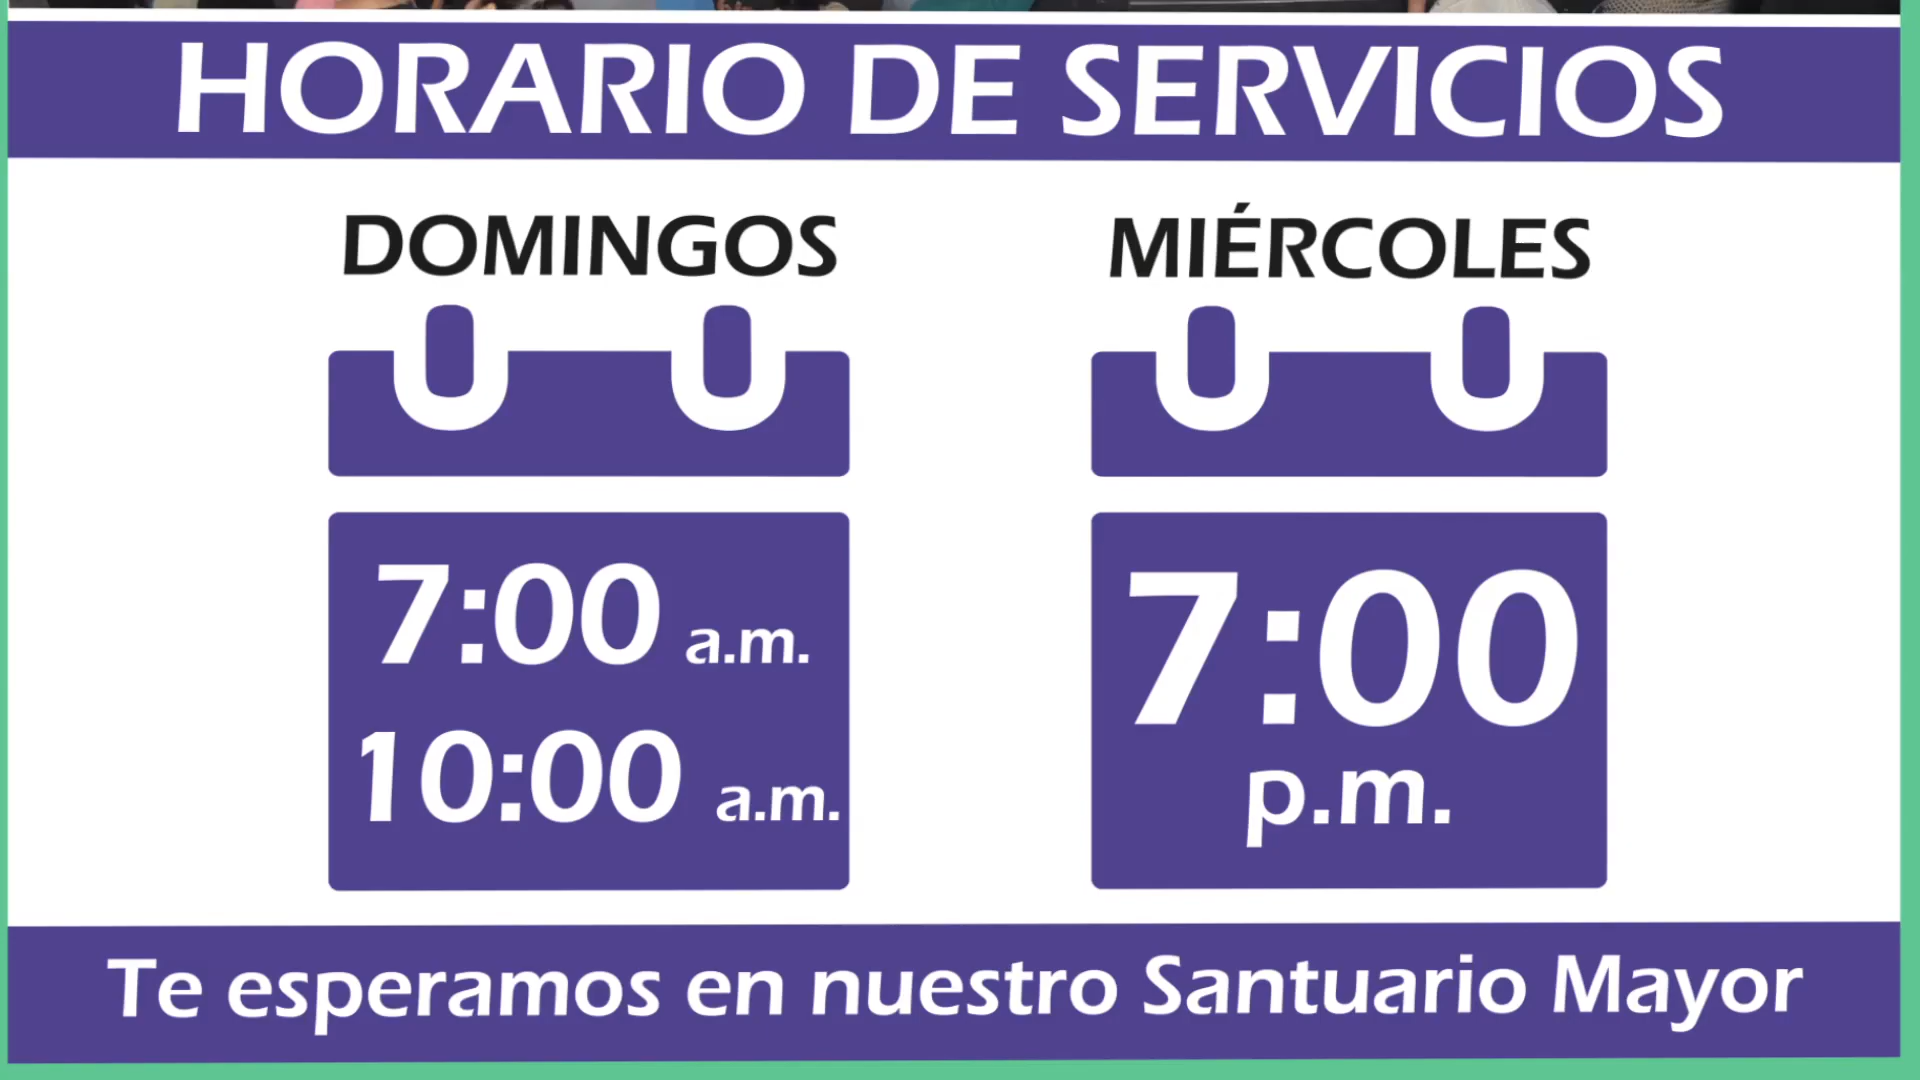 HORARIO DE SERVICIOS
DOMINGOS
7:00 a.m.
10:00 a.m.
MIÉRCOLES
7:00
p.m.
Te esperamos en nuestro Santuario Mayor